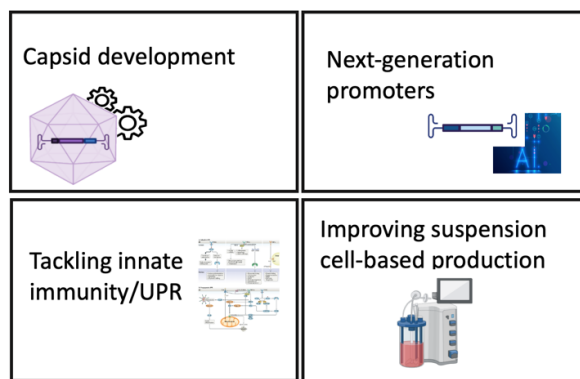 Capsid development
Next-generation
promoters
AI
Tackling innate
immunity/UPR
Improving suspension
cell-based production